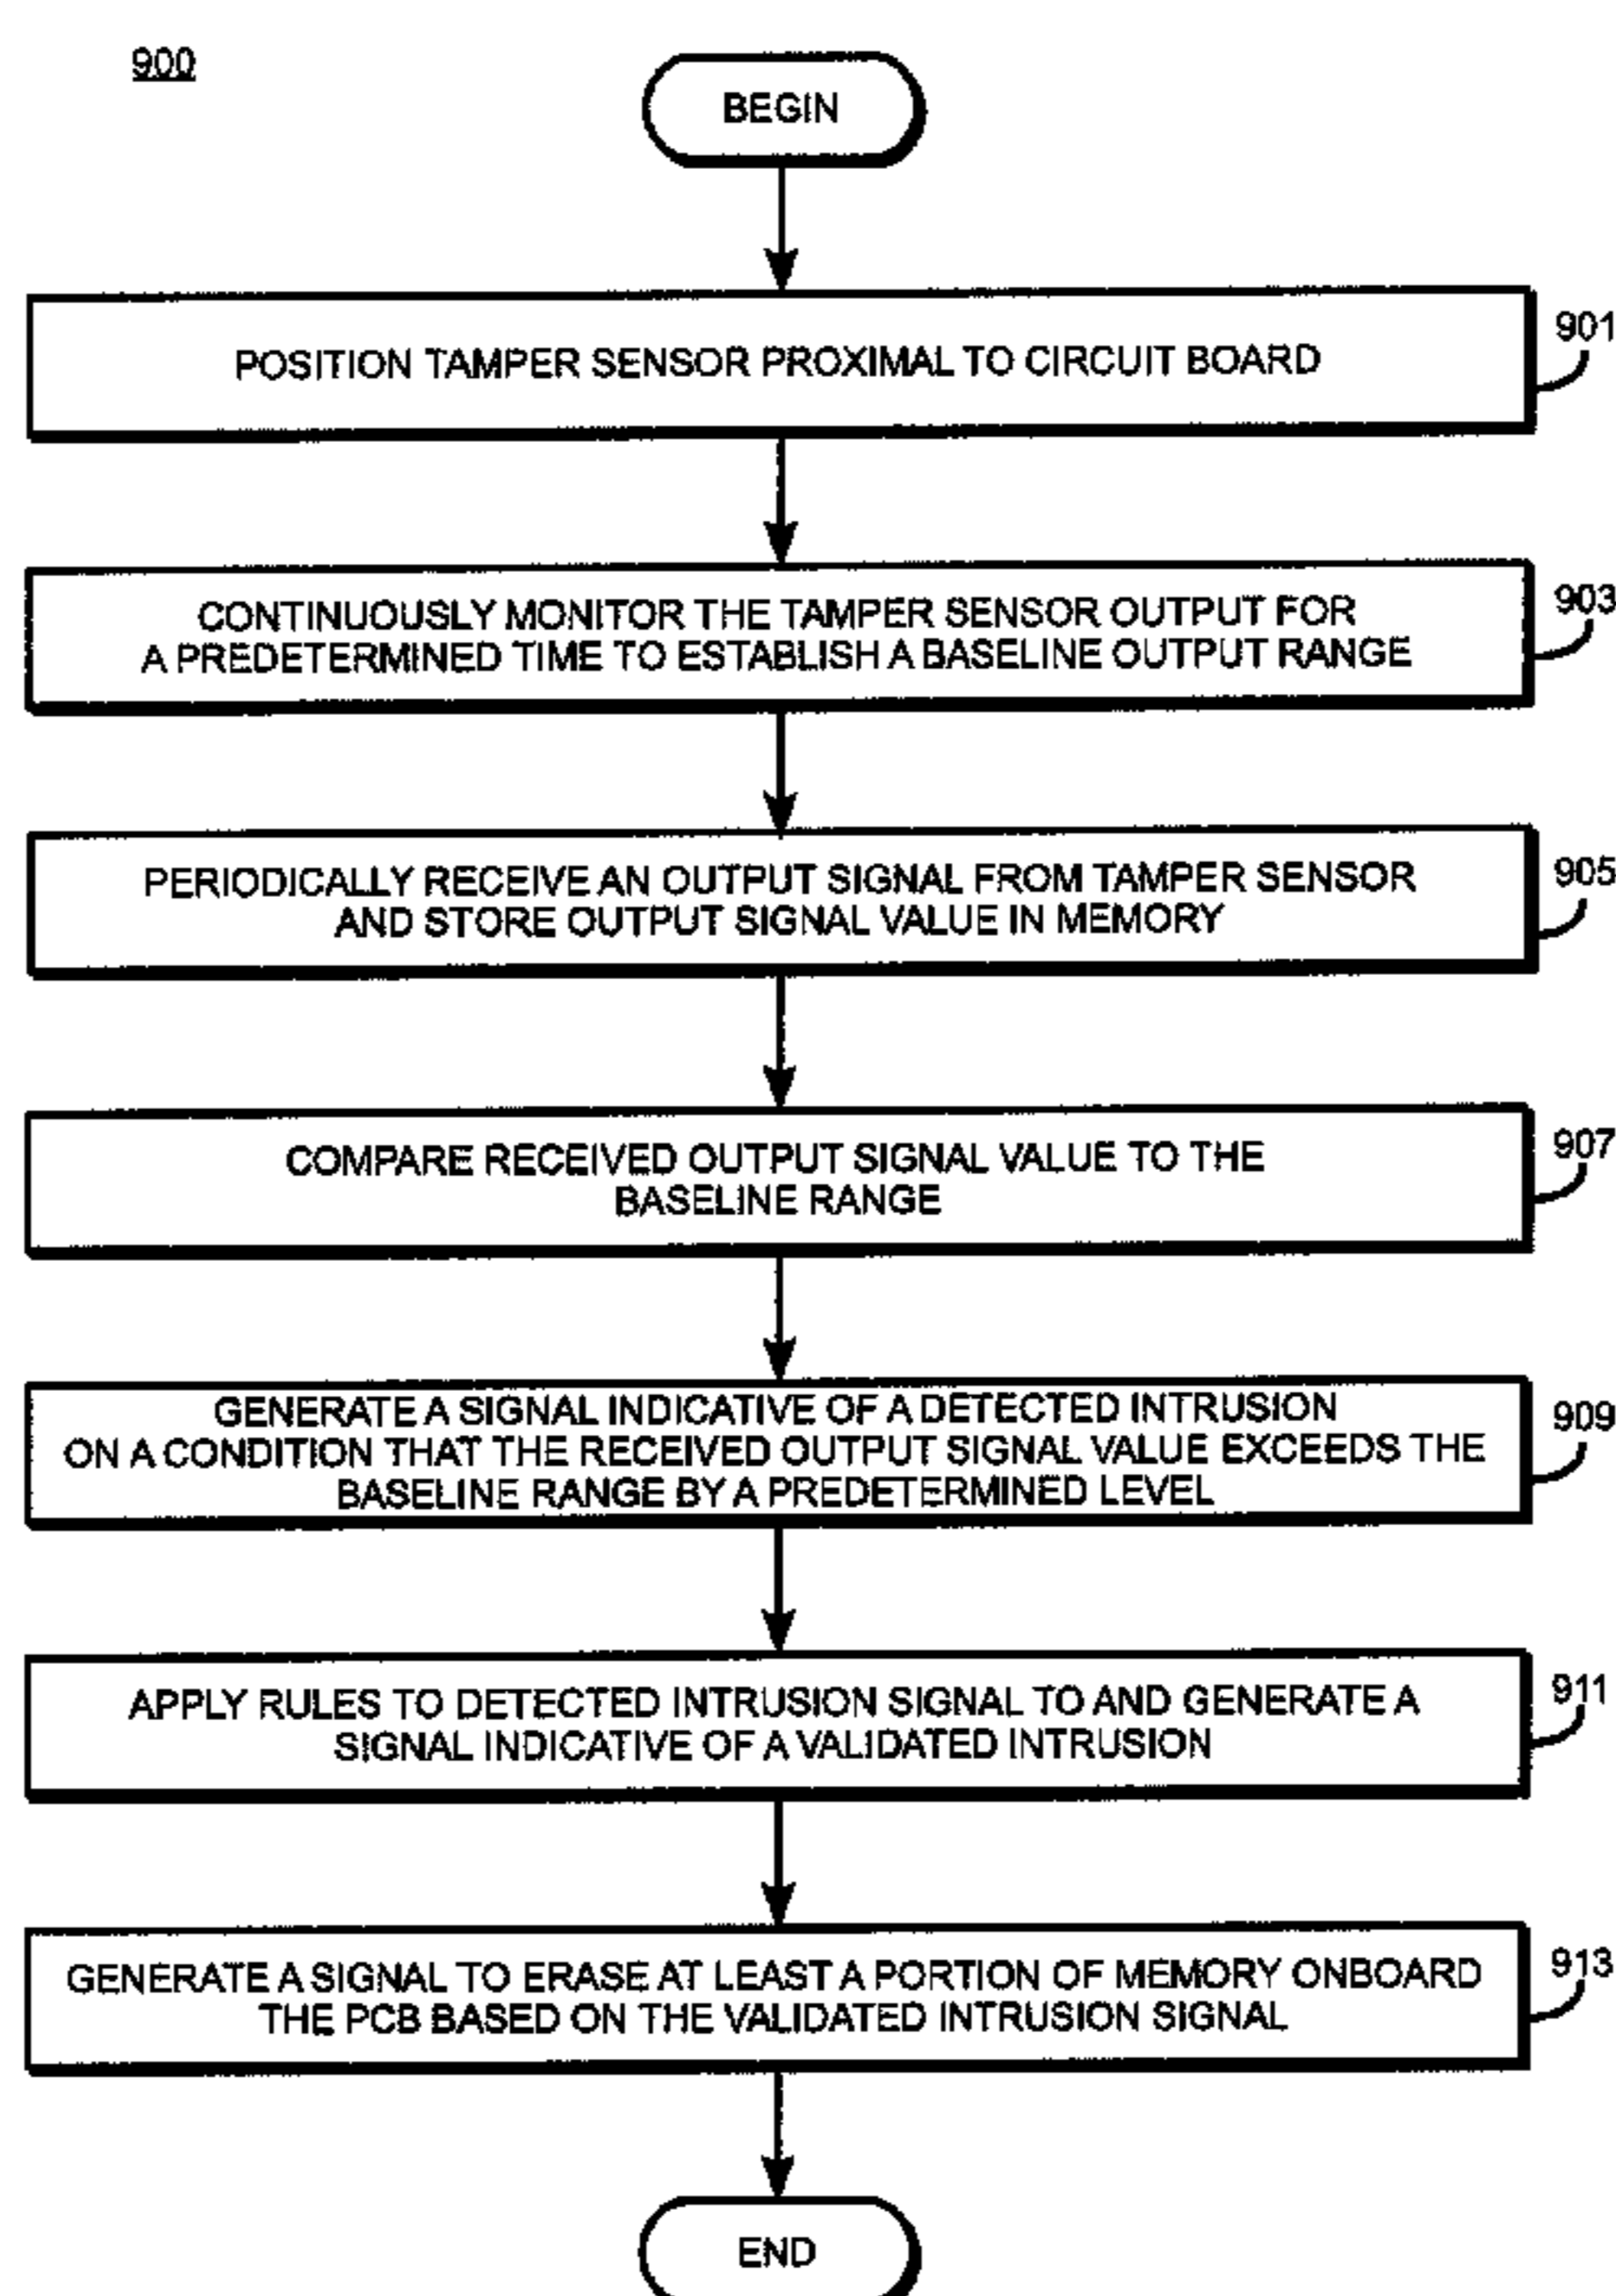 900
BEGIN
POSITION TAMPER SENSOR PROXIMAL TO CIRCUIT BOARD
901
CONTINUOUSLY MONITOR THE TAMPER SENSOR OUTPUT FOR
A PREDETERMINED TIME TO ESTABLISH A BASELINE OUTPUT RANGE
903
PERIODICALLY RECEIVE AN OUTPUT SIGNAL FROM TAMPER SENSOR
AND STORE OUTPUT SIGNAL VALUE IN MEMORY
905
COMPARE RECEIVED OUTPUT SIGNAL VALUE TO THE
BASELINE RANGE
907
GENERATE A SIGNAL INDICATIVE OF A DETECTED INTRUSION
ON A CONDITION THAT THE RECEIVED OUTPUT SIGNAL VALUE EXCEEDS THE
BASELINE RANGE BY A PREDETERMINED LEVEL
909
APPLY RULES TO DETECTED INTRUSION SIGNAL TO AND GENERATE A
SIGNAL INDICATIVE OF A VALIDATED INTRUSION
911
GENERATE A SIGNAL TO ERASE AT LEAST A PORTION OF MEMORY ONBOARD
THE PCB BASED ON THE VALIDATED INTRUSION SIGNAL
913
END